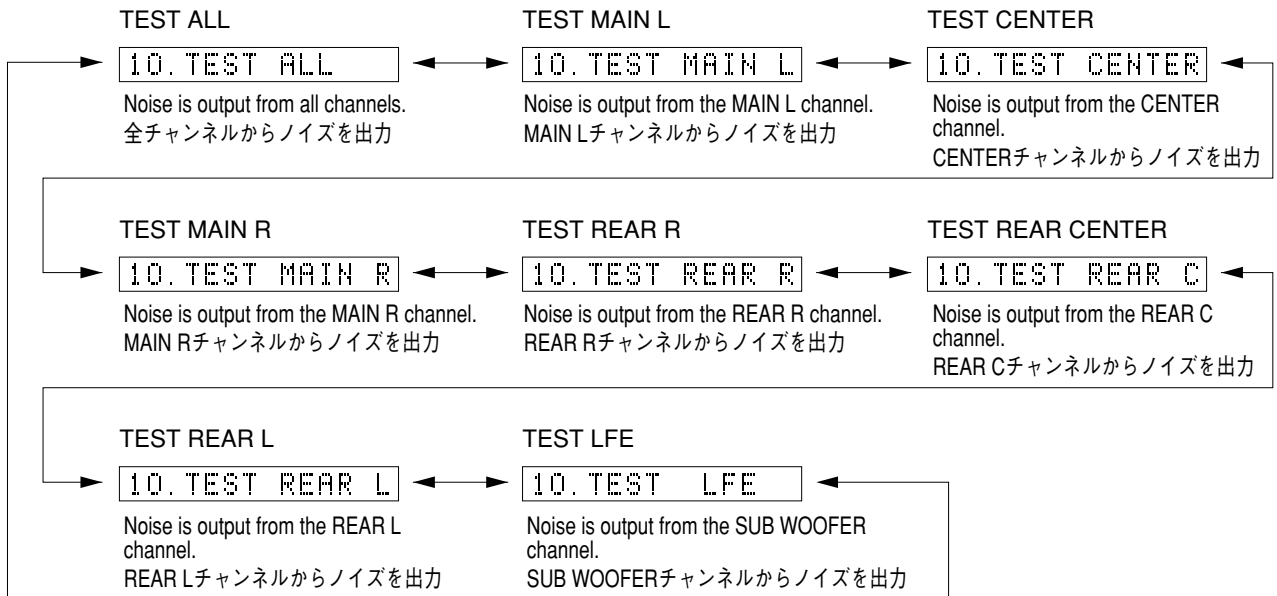 TEST ALL
10.TEST ALL
Noise is output from all channels.
全チャンネルからノイズを出力
TEST MAIN L
10.TEST MAIN L
Noise is output from the MAIN L channel.
MAIN Lチャンネルからノイズを出力
TEST CENTER
10.TEST CENTER
Noise is output from the CENTER
channel.
CENTERチャンネルからノイズを出力
TEST MAIN R
10.TEST MAIN R
Noise is output from the MAIN R channel.
MAIN Rチャンネルからノイズを出力
TEST REAR R
10.TEST REAR R
Noise is output from the REAR R channel.
REAR Rチャンネルからノイズを出力
TEST REAR CENTER
10.TEST REAR C
Noise is output from the REAR C
channel.
REAR Cチャンネルからノイズを出力
TEST REAR L
10.TEST REAR L
Noise is output from the REAR L
channel.
REAR Lチャンネルからノイズを出力
TEST LFE
10.TEST LFE
Noise is output from the SUB WOOFER
channel.
SUB WOOFERチャンネルからノイズを出力